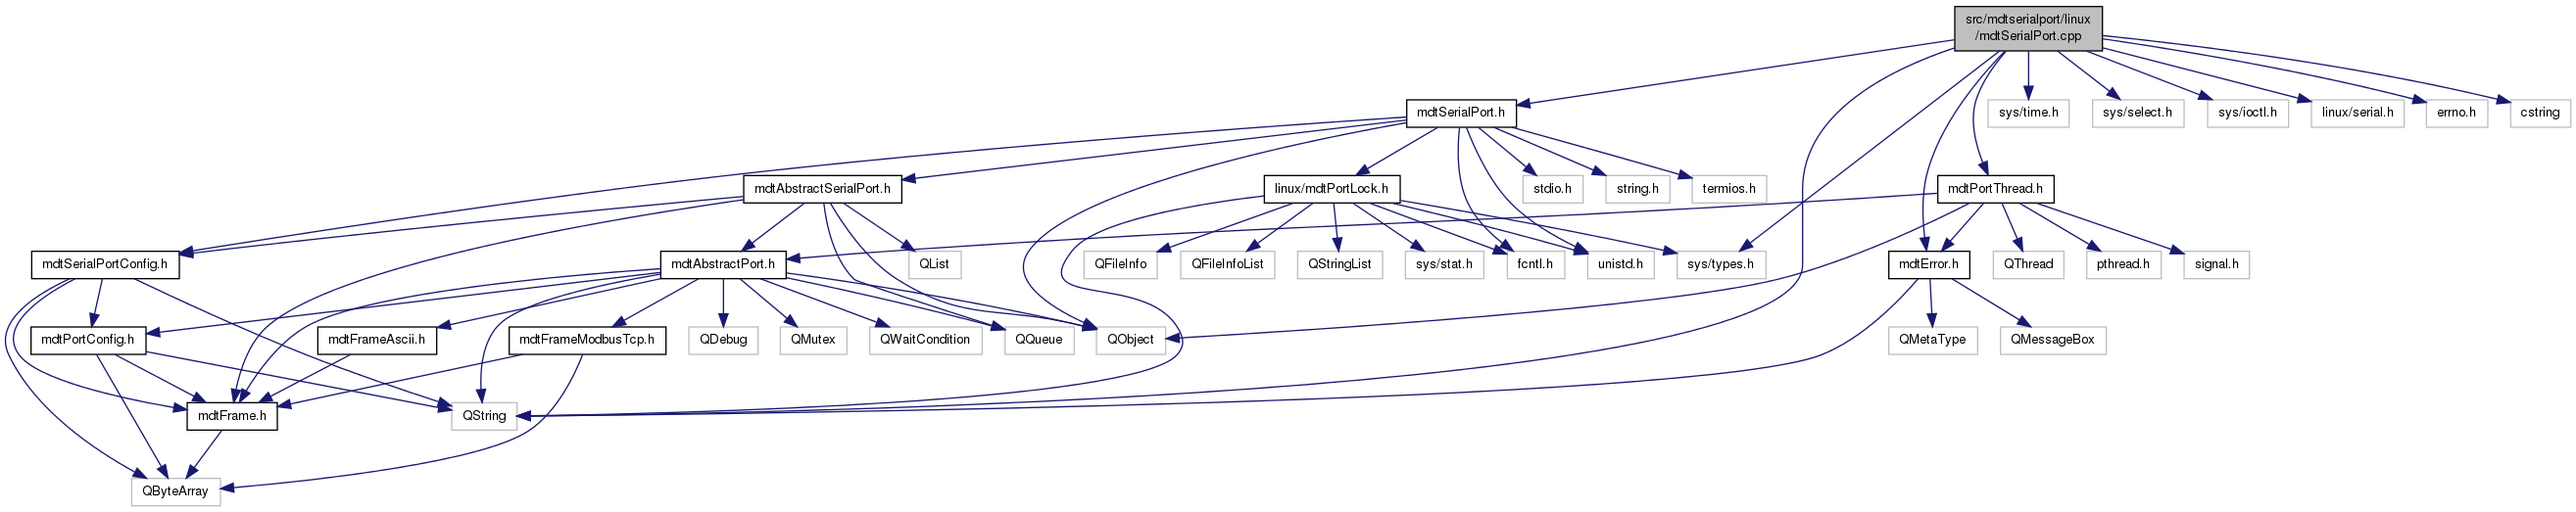 src/mdtserialport/linux
/mdtSerialPort.cpp
mdtSerialPort.h
sys/time.h
sys/select.h
sys/ioctl.h
linux/serial.h
errno.h
cstring
mdtAbstractSerialPort.h
linux/mdtPortLock.h
stdio.h
string.h
termios.h
mdtPortThread.h
mdtSerialPortConfig.h
mdtAbstractPort.h
QList
QFileInfo
QFileInfoList
QStringList
sys/stat.h
fcntl.h
unistd.h
sys/types.h
mdtError.h
QThread
pthread.h
signal.h
mdtPortConfig.h
mdtFrameAscii.h
mdtFrameModbusTcp.h
QDebug
QMutex
QWaitCondition
QQueue
QObject
QMetaType
QMessageBox
mdtFrame.h
QString
QByteArray